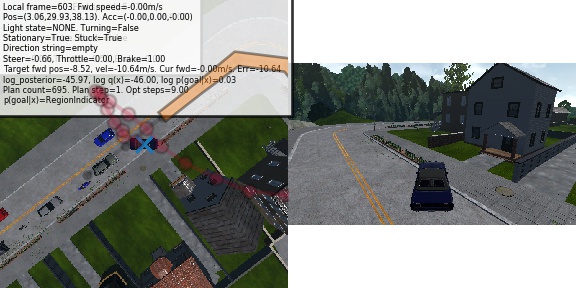 Local frame=603. Fwd speed=-0.00m/s
Pos=(3.06,29.93,38.13). Acc=(-0.00,0.00,-0.00)
Light state=NONE. Turning=False
Stationary=True. Stuck=True
Direction string=empty
Steer=-0.66, Throttle=0.00, Brake=1.00
Target fwd pos=-8.52, vel=-10.64m/s. Cur fwd=-0.00m/s. Err=-10.64
log_posterior=-45.97, log q(x)=-46.00, log p(goal|x)=0.03
Plan count=695. Plan step=1. Opt steps=9.00
p(goal|x)=RegionIndicator